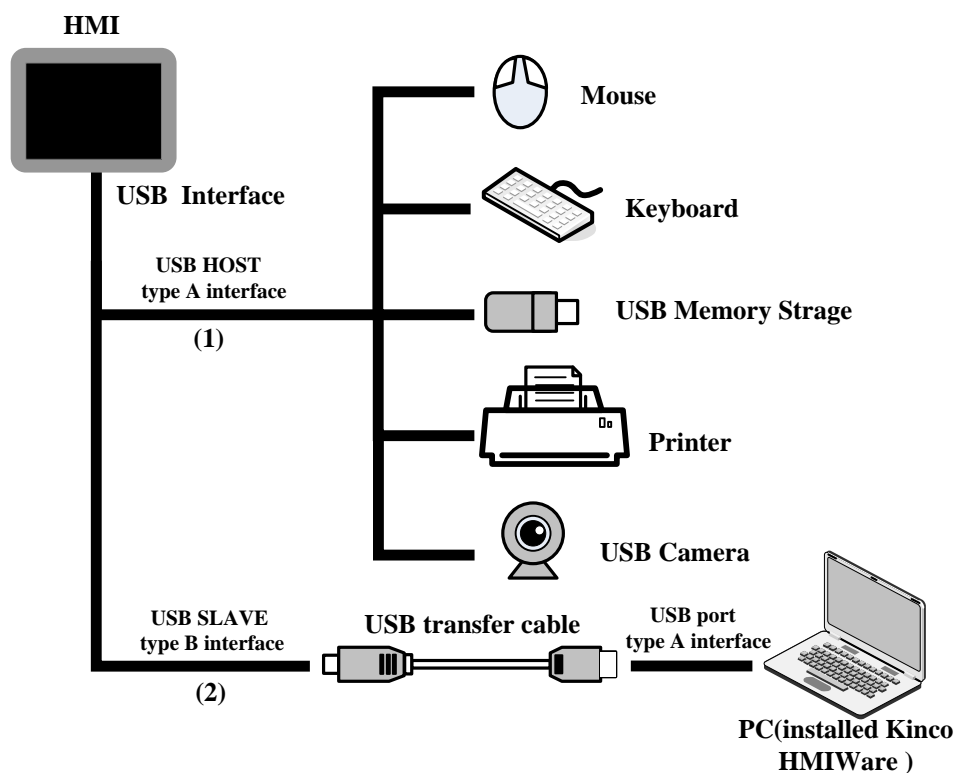 HMI
Mouse
USB Interface
Keyboard
USB HOST
type A interface
(1)
USB Memory Strage
Printer
USB Camera
USB SLAVE
type B interface
(2)
USB transfer cable
USB port
type A interface
PC(installed Kinco
HMIWare )